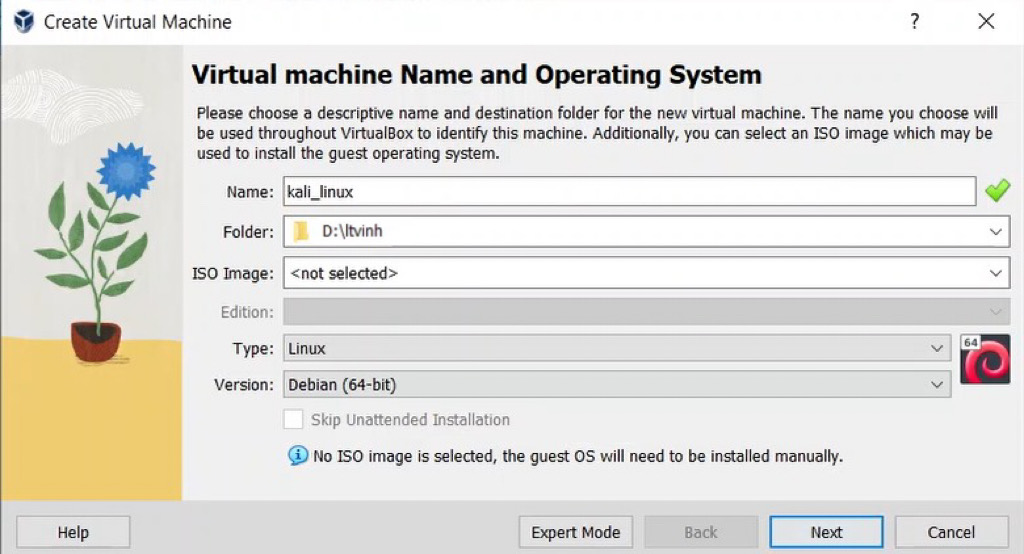 Create Virtual Machine ?
Virtual machine Name and Operating System
Please choose a descriptive name and destination folder for the new virtual machine. The name you choose will
be used throughout VirtualBox to identify this machine. Additionally, you can select an ISO image which may be
used to install the guest operating system.
Name: kali_linux
Folder: D:\ltvinh
ISO Image: <not selected>
Edition:
Type: Linux
64
Version: Debian (64-bit)
Skip Unattended Installation
No ISO image is selected, the guest OS will need to be installed manually.
Help Expert Mode Back Next Cancel